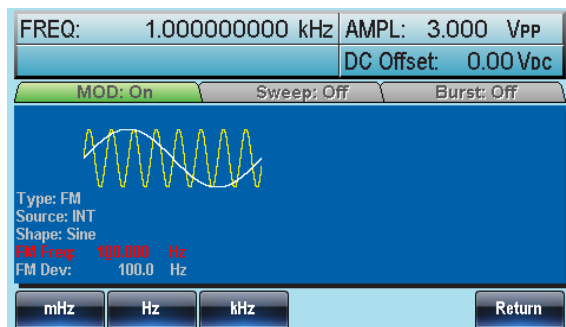 FREQ: 1.000000000 kHz AMPL: 3.000 VPP
DC Offset: 0.00 VDC
MOD: On Sweep: Off Burst: Off
Type: FM
Source: INT
Shape: Sine
FM Freq: 100.000 Hz
FM Dev: 100.0 Hz
mHz Hz kHz Return